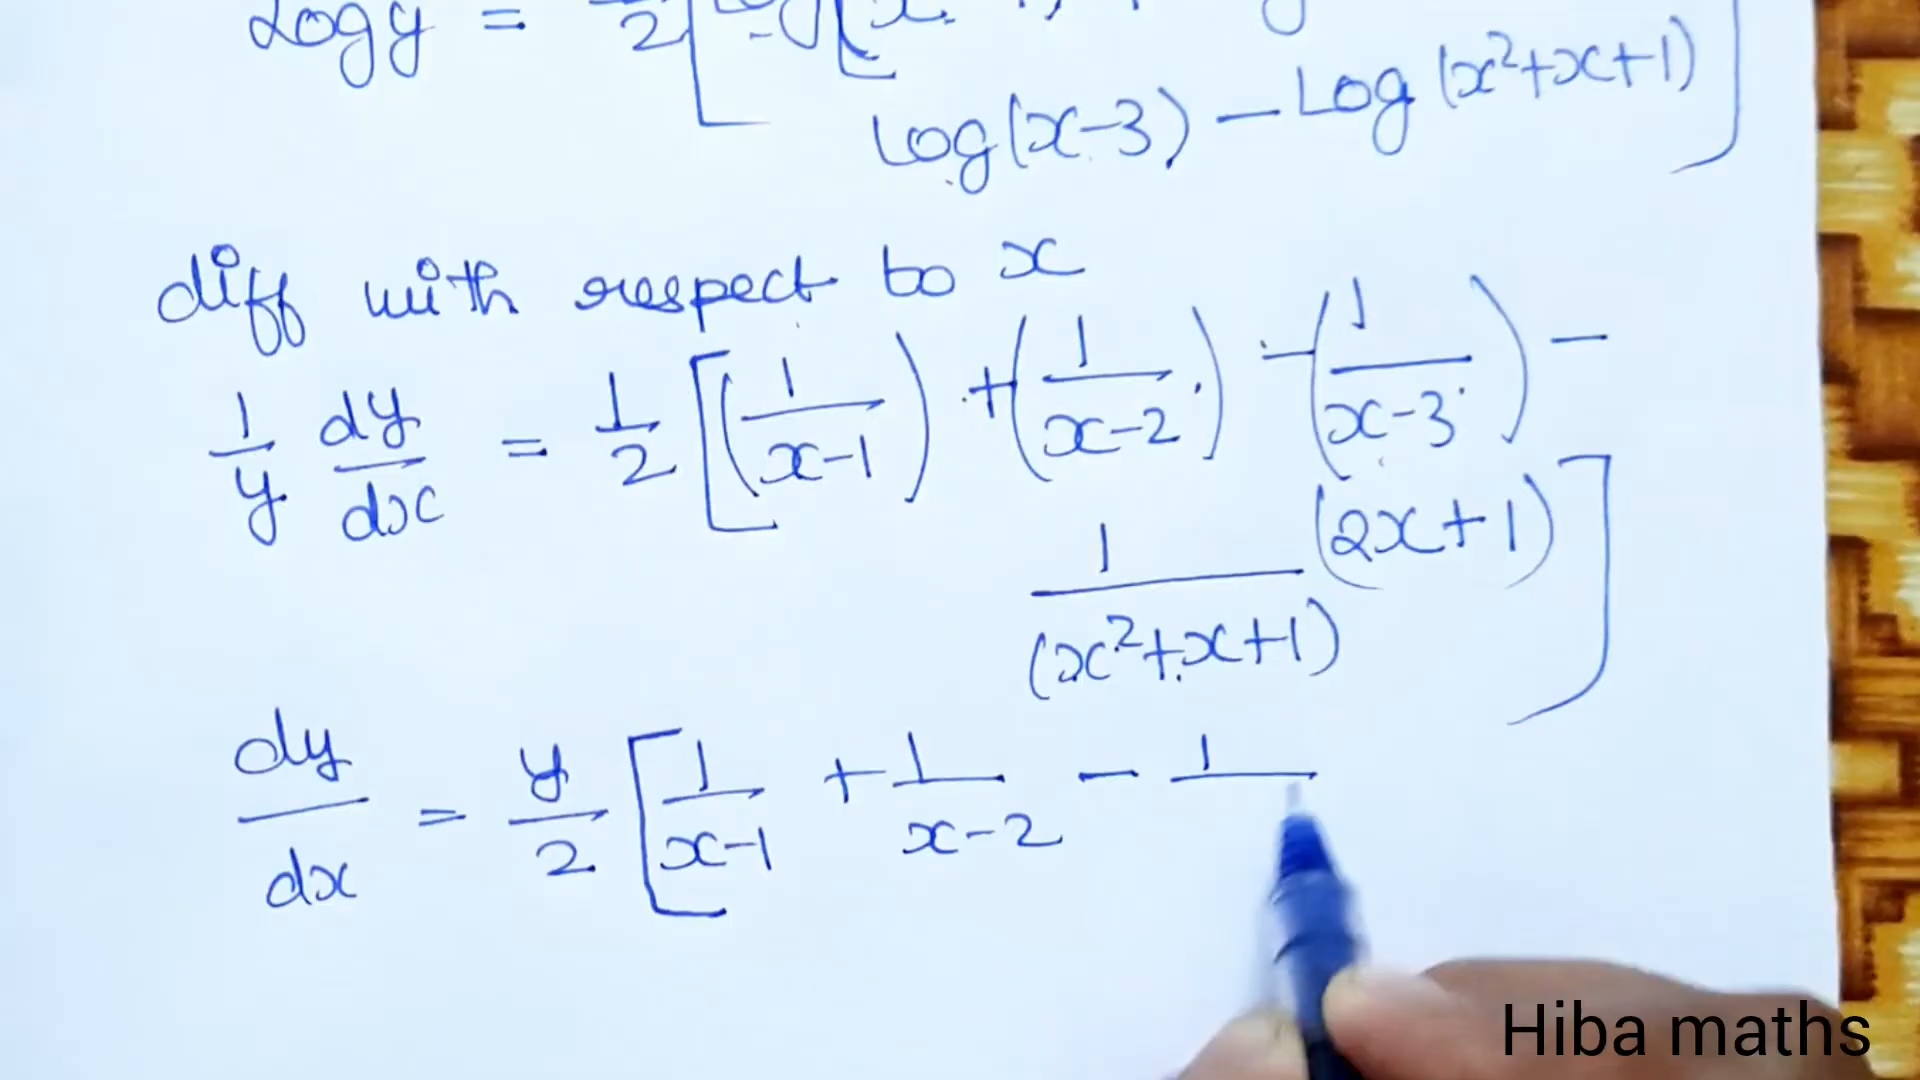 Log y = 1/2 [
log(x-3) - Log (x²+x+1) ]
diff with respect to x
1/y dy/dx = 1/2 [ (1/(x-1)) + (1/(x-2)) - (1/(x-3)) -
1/(x²+x+1) (2x+1) ]
dy/dx = y/2 [ 1/(x-1) + 1/(x-2) - 1/
Hiba maths